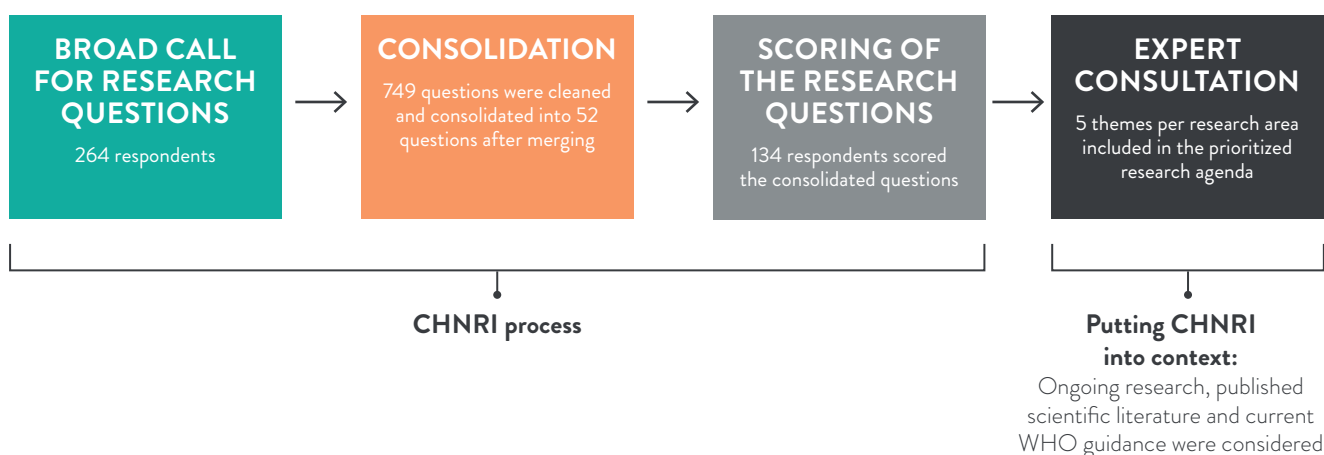 BROAD CALL
FOR RESEARCH
QUESTIONS
264 respondents
CONSOLIDATION
749 questions were cleaned
and consolidated into 52
questions after merging
SCORING OF
THE RESEARCH
QUESTIONS
134 respondents scored
the consolidated questions
EXPERT
CONSULTATION
5 themes per research area
included in the prioritized
research agenda
CHNRI process
Putting CHNRI
into context:
Ongoing research, published
scientific literature and current
WHO guidance were considered